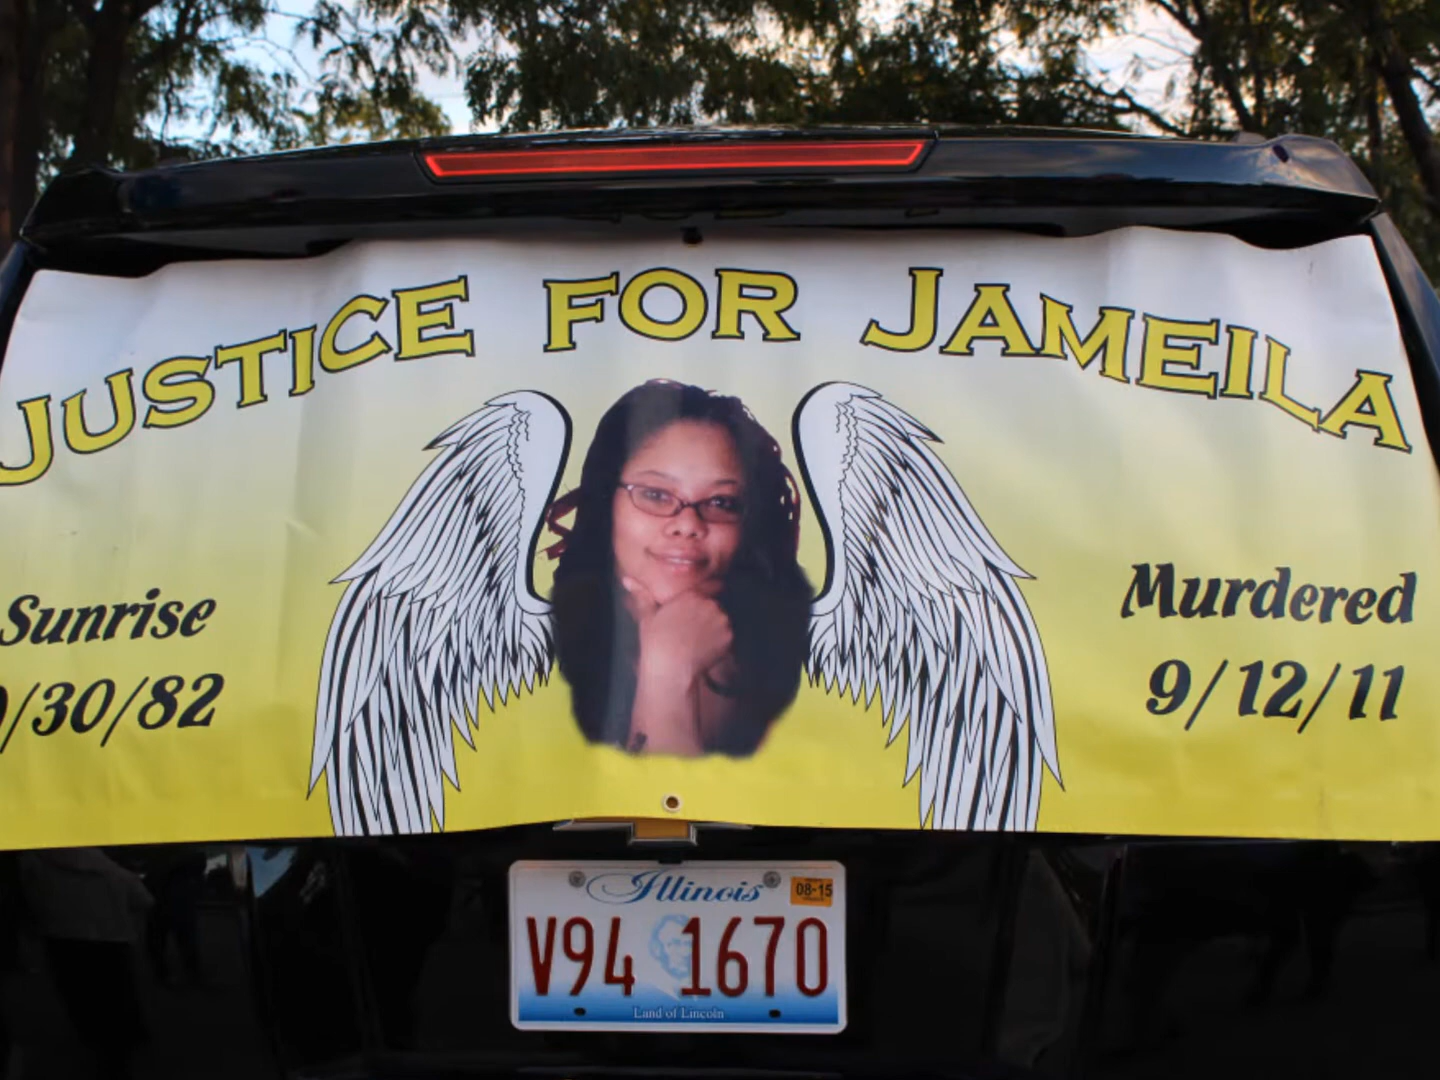 JUSTICE FOR JAMEILA
Sunrise
/30/82
Murdered
9/12/11
Illinois
08-15
V94 1670
Land of Lincoln